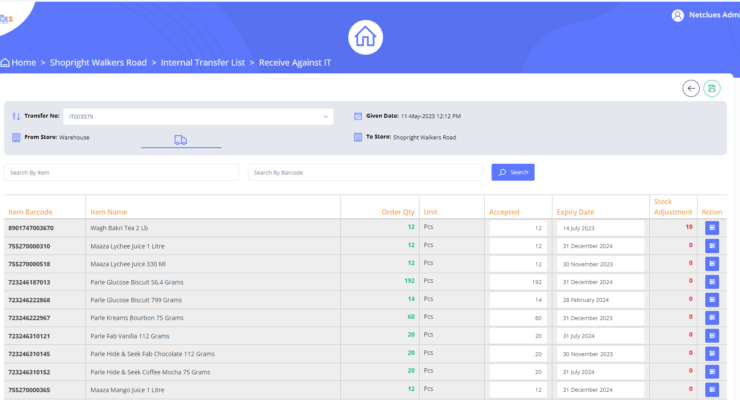 Netclues Adm
Home > Shopright Walkers Road > Internal Transfer List > Receive Against IT
Transfer No: IT003579 Given Date: 11-May-2023 12:12 PM
From Store: Warehouse To Store: Shopright Walkers Road
Search By Item Search By Barcode Search
Item Barcode Item Name Order Qty Unit Accepted Expiry Date Stock Adjustment Action
8901747003670 Wagh Bakri Tea 2 Lb 12 Pcs 12 14 July 2023 10
755270000310 Maaza Lychee Juice 1 Litre 12 Pcs 12 31 December 2024 0
755270000518 Maaza Lychee Juice 330 Ml 12 Pcs 12 30 November 2023 0
723246187013 Parle Glucose Biscuit 56.4 Grams 192 Pcs 192 31 December 2024 0
723246222868 Parle Glucose Biscuit 799 Grams 14 Pcs 14 28 February 2024 0
723246222967 Parle Kreams Bourbon 75 Grams 60 Pcs 60 31 December 2023 0
723246310121 Parle Fab Vanilla 112 Grams 20 Pcs 20 31 July 2024 0
723246310145 Parle Hide & Seek Fab Chocolate 112 Grams 20 Pcs 20 30 November 2023 0
723246310152 Parle Hide & Seek Coffee Mocha 75 Grams 20 Pcs 20 31 July 2024 0
755270000365 Maaza Mango Juice 1 Litre 12 Pcs 12 31 December 2024 0